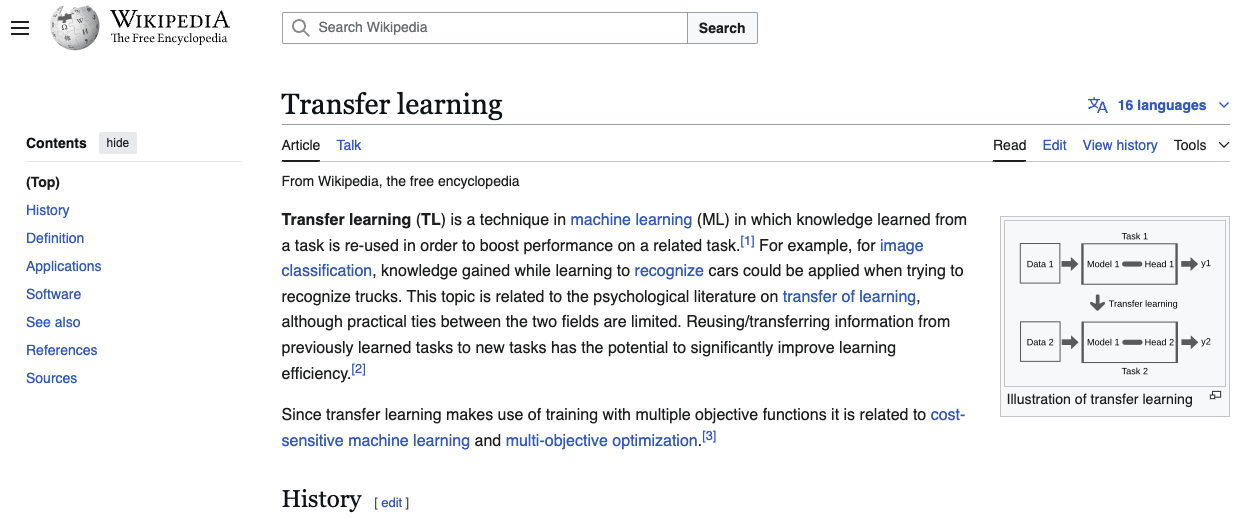 WIKIPEDIA
The Free Encyclopedia
Search Wikipedia
Search
Transfer learning
16 languages
Contents hide
Article Talk
Read Edit View history Tools
(Top)
History
Definition
Applications
Software
See also
References
Sources
From Wikipedia, the free encyclopedia
Transfer learning (TL) is a technique in machine learning (ML) in which knowledge learned from
a task is re-used in order to boost performance on a related task.[1] For example, for image
classification, knowledge gained while learning to recognize cars could be applied when trying to
recognize trucks. This topic is related to the psychological literature on transfer of learning,
although practical ties between the two fields are limited. Reusing/transferring information from
previously learned tasks to new tasks has the potential to significantly improve learning
efficiency.[2]
Since transfer learning makes use of training with multiple objective functions it is related to cost-
sensitive machine learning and multi-objective optimization.[3]
Task 1
Data 1 Model 1 Head 1 y1
Transfer learning
Data 2 Model 1 Head 2 y2
Task 2
Illustration of transfer learning
History [ edit ]